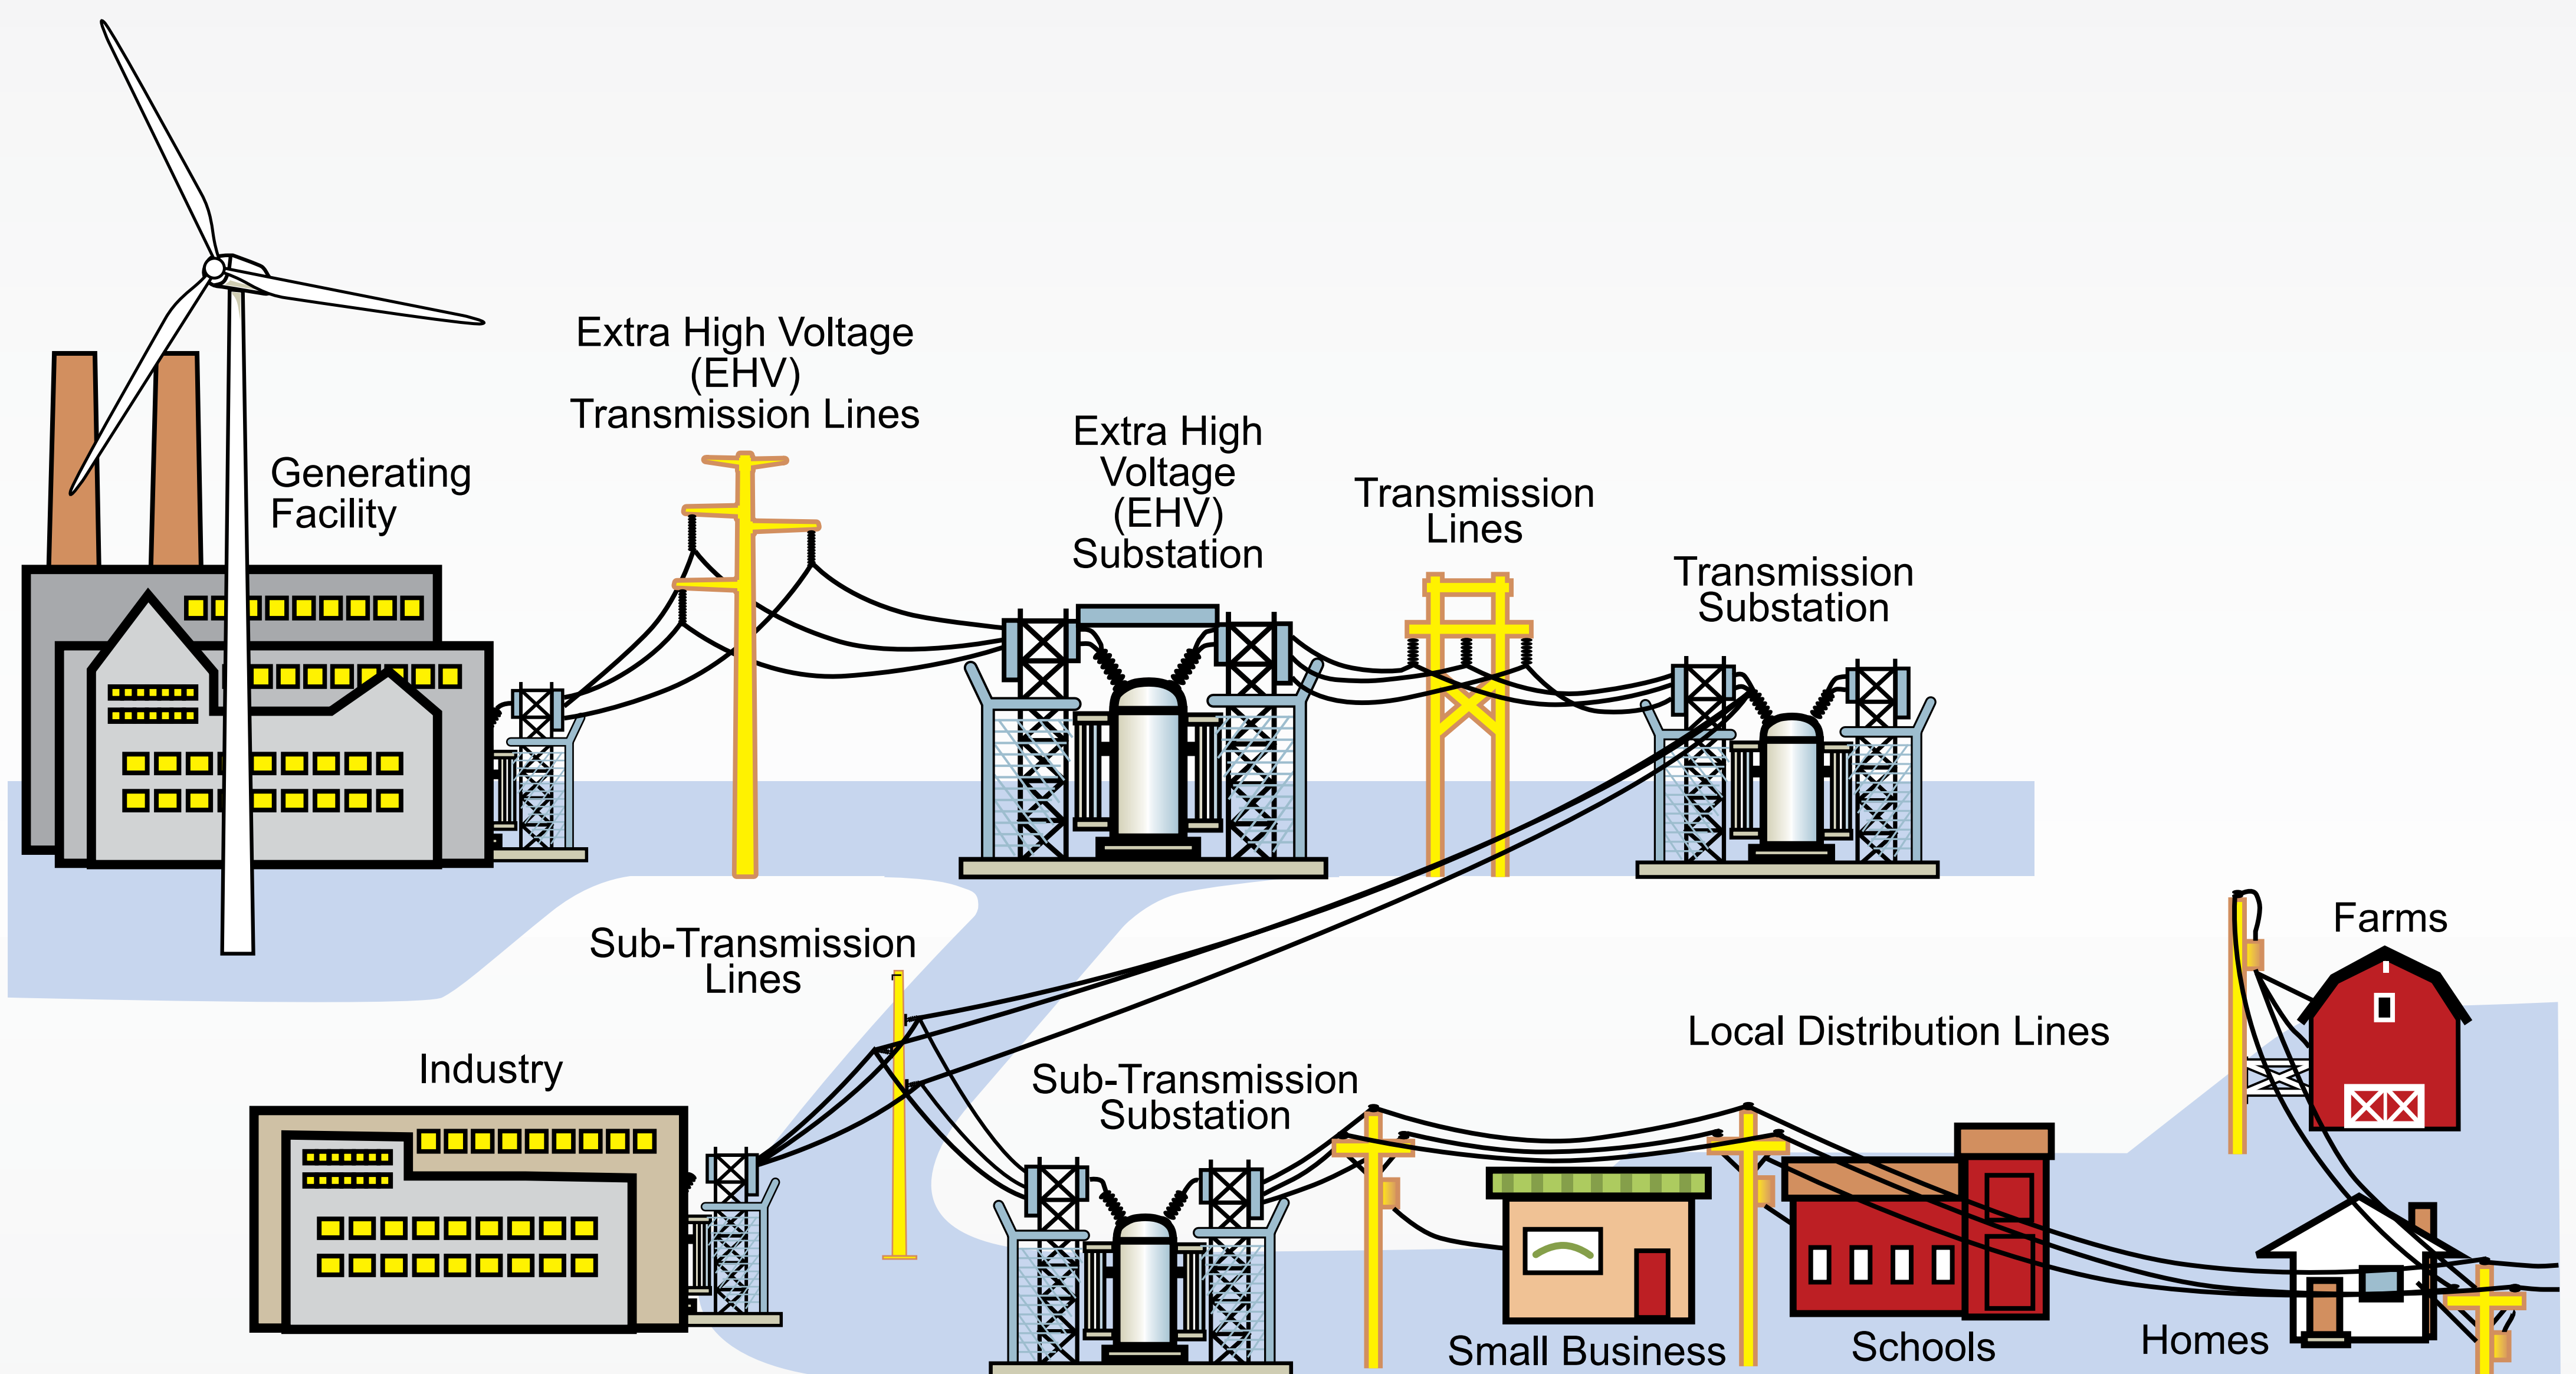 Extra High Voltage
(EHV)
Transmission Lines
Generating
Facility
Extra High
Voltage
(EHV)
Substation
Transmission
Lines
Transmission
Substation
Sub-Transmission
Lines
Farms
Local Distribution Lines
Industry
Sub-Transmission
Substation
Small Business
Schools
Homes